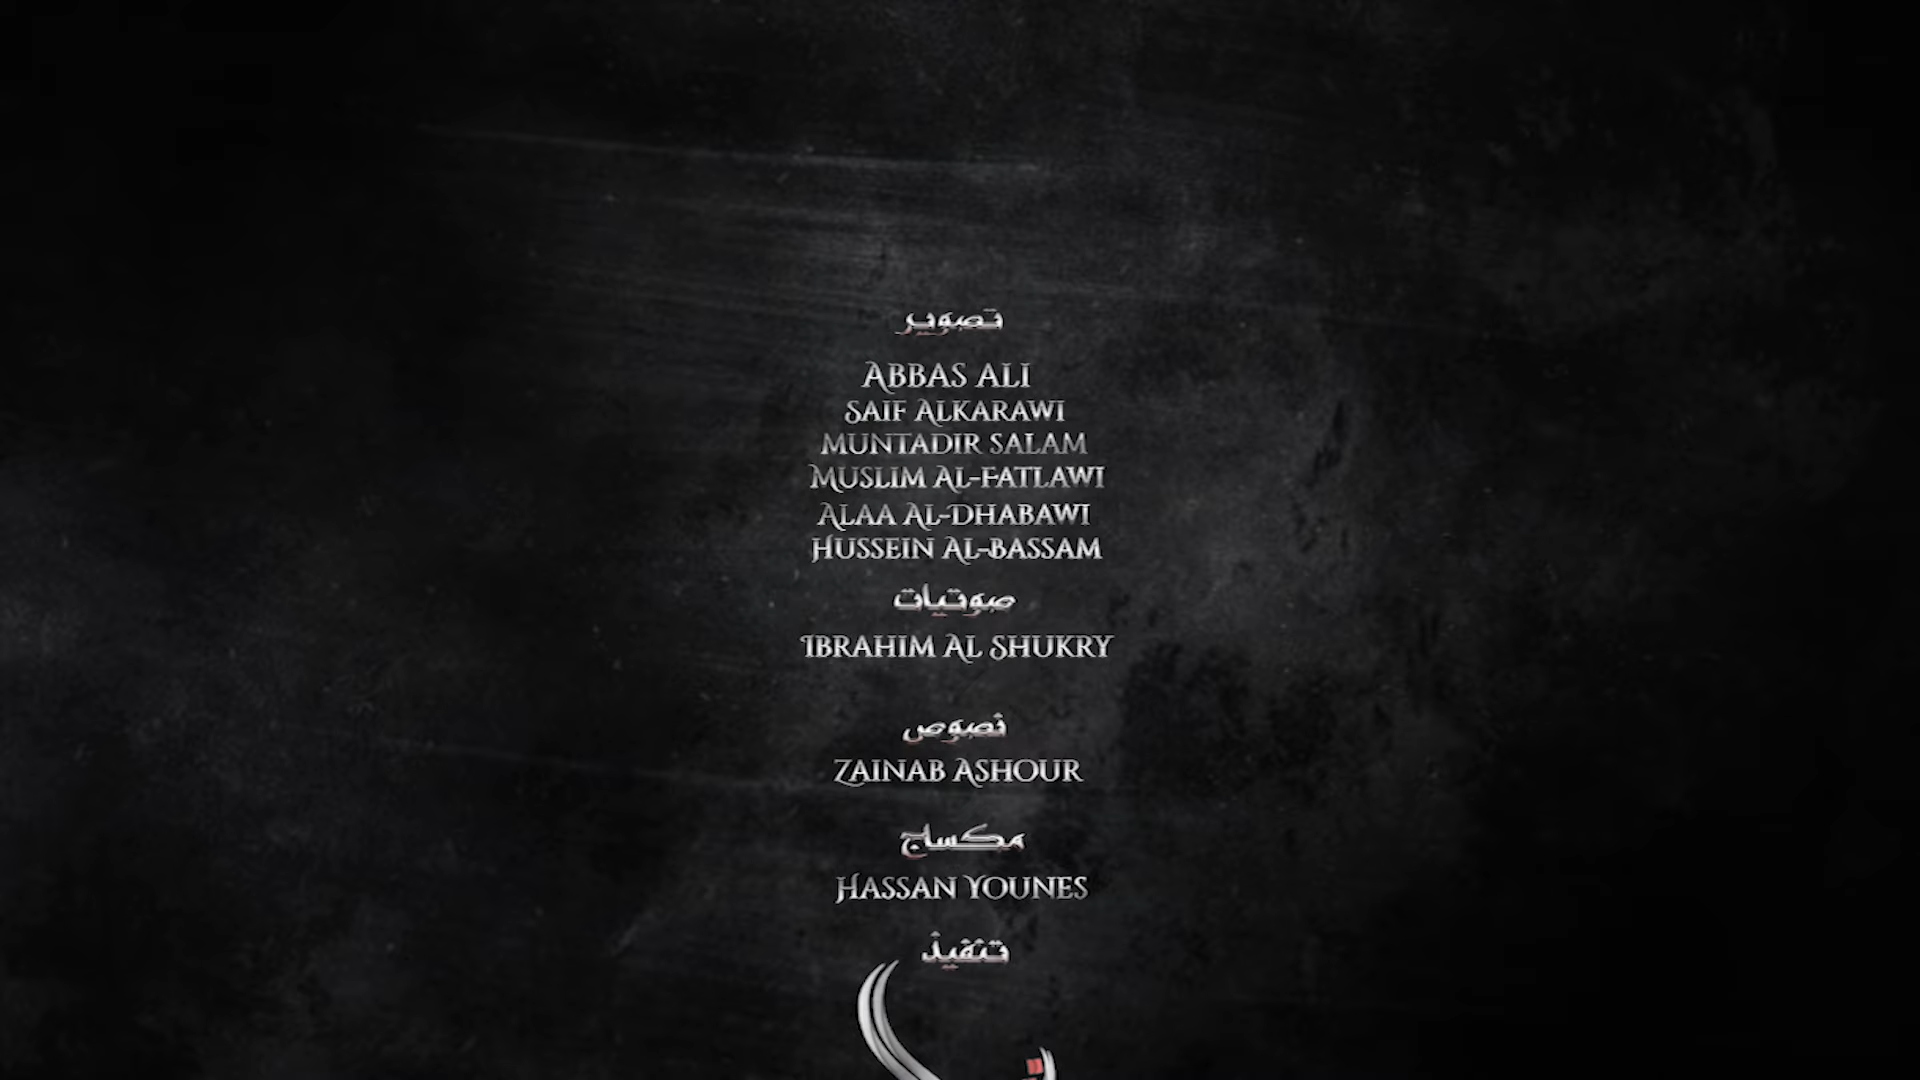 تصوير
ABBAS ALI
SAIF ALKARAWI
MUNTADIR SALAM
MUSLIM AL-FATLAWI
ALAA AL-DHABAWI
HUSSEIN AL-BASSAM
صوتيات
IBRAHIM AL SHUKRY
نصوص
ZAINAB ASHOUR
مكساج
HASSAN YOUNES
تنفيذ